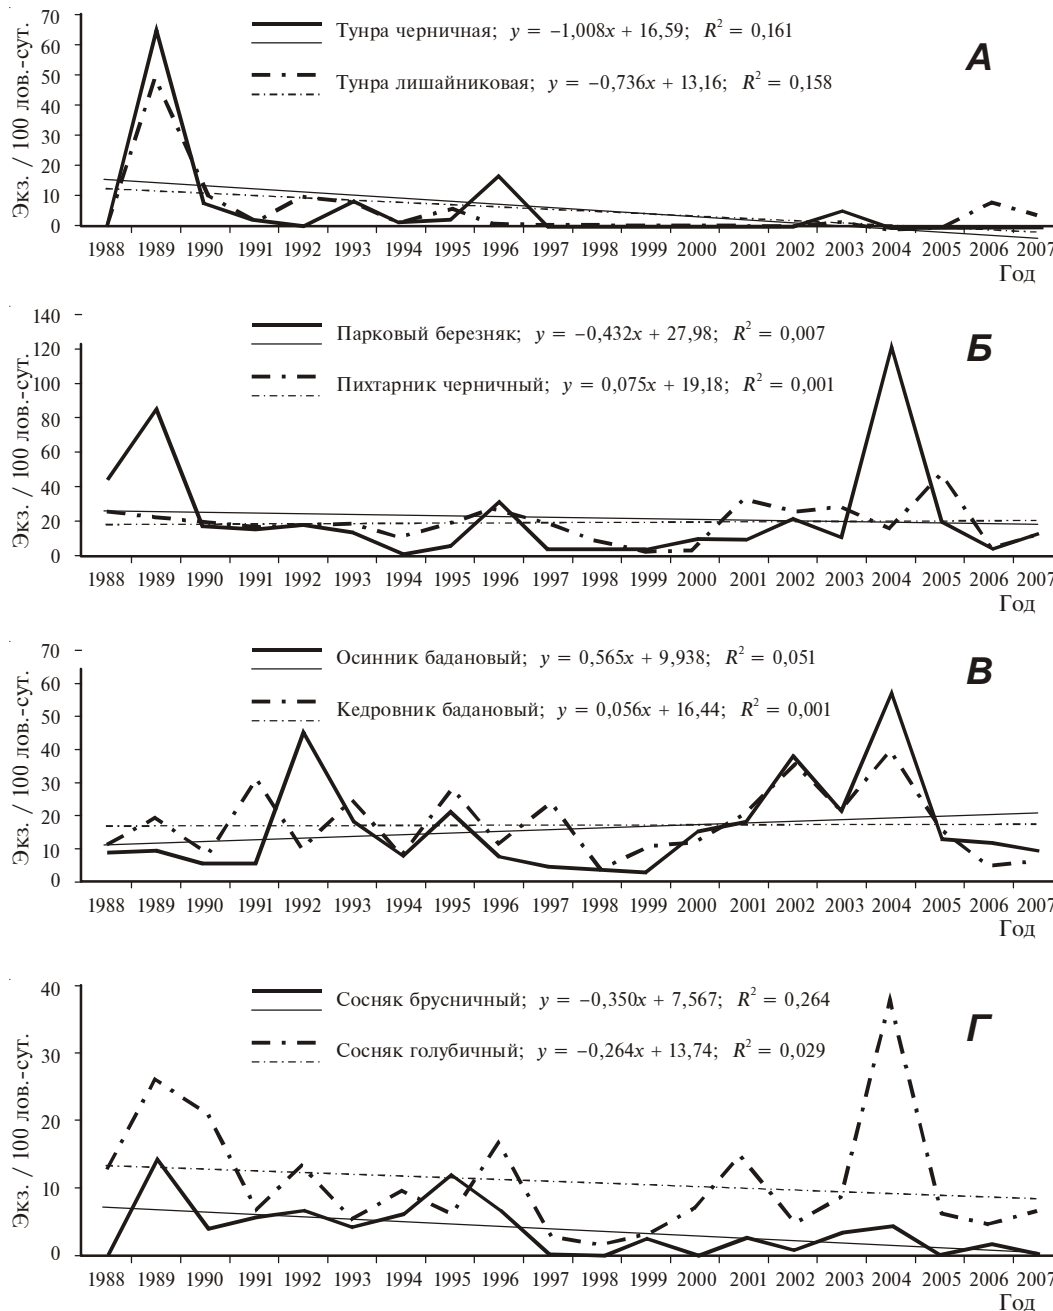 70
60
50
40
30
20
10
0
Экз. / 100 лов.-сут.
Тунра черничная; y = –1,008x + 16,59; R² = 0,161
Тунра лишайниковая; y = –0,736x + 13,16; R² = 0,158
А
1988 1989 1990 1991 1992 1993 1994 1995 1996 1997 1998 1999 2000 2001 2002 2003 2004 2005 2006 2007
Год
140
120
100
80
60
40
20
0
Экз. / 100 лов.-сут.
Парковый березняк; y = –0,432x + 27,98; R² = 0,007
Пихтарник черничный; y = 0,075x + 19,18; R² = 0,001
Б
1988 1989 1990 1991 1992 1993 1994 1995 1996 1997 1998 1999 2000 2001 2002 2003 2004 2005 2006 2007
Год
70
60
50
40
30
20
10
0
Экз. / 100 лов.-сут.
Осинник бадановый; y = 0,565x + 9,938; R² = 0,051
Кедровник бадановый; y = 0,056x + 16,44; R² = 0,001
В
1988 1989 1990 1991 1992 1993 1994 1995 1996 1997 1998 1999 2000 2001 2002 2003 2004 2005 2006 2007
Год
40
30
20
10
0
Экз. / 100 лов.-сут.
Сосняк брусничный; y = –0,350x + 7,567; R² = 0,264
Сосняк голубичный; y = –0,264x + 13,74; R² = 0,029
Г
1988 1989 1990 1991 1992 1993 1994 1995 1996 1997 1998 1999 2000 2001 2002 2003 2004 2005 2006 2007
Год